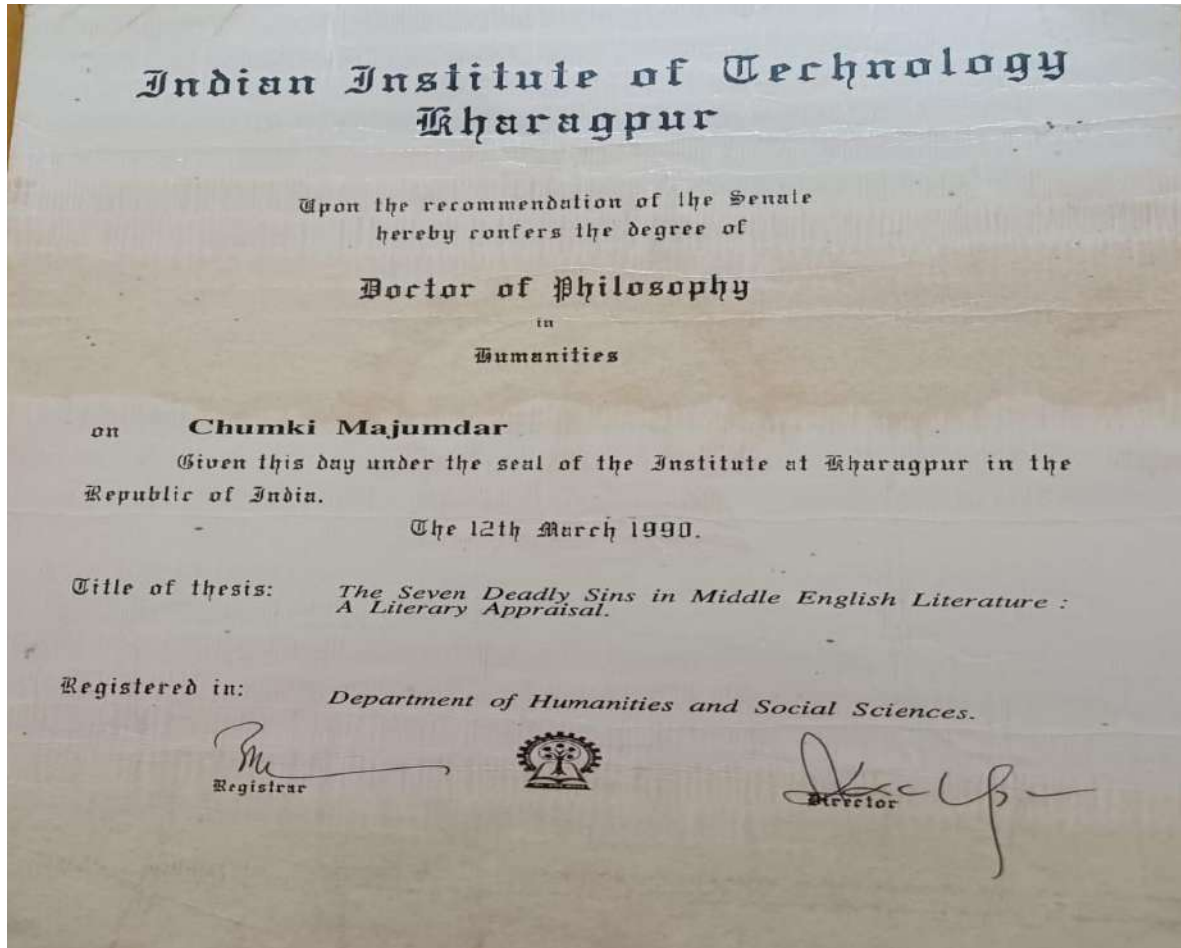 Indian Institute of Technology
Kharagpur
Upon the recommendation of the Senate
hereby confers the degree of
Doctor of Philosophy
in
Humanities
on Chumki Majumdar
Given this day under the seal of the Institute at Kharagpur in the
Republic of India.
The 12th March 1990.
Title of thesis: The Seven Deadly Sins in Middle English Literature :
A Literary Appraisal.
Registered in: Department of Humanities and Social Sciences.
Registrar
Director